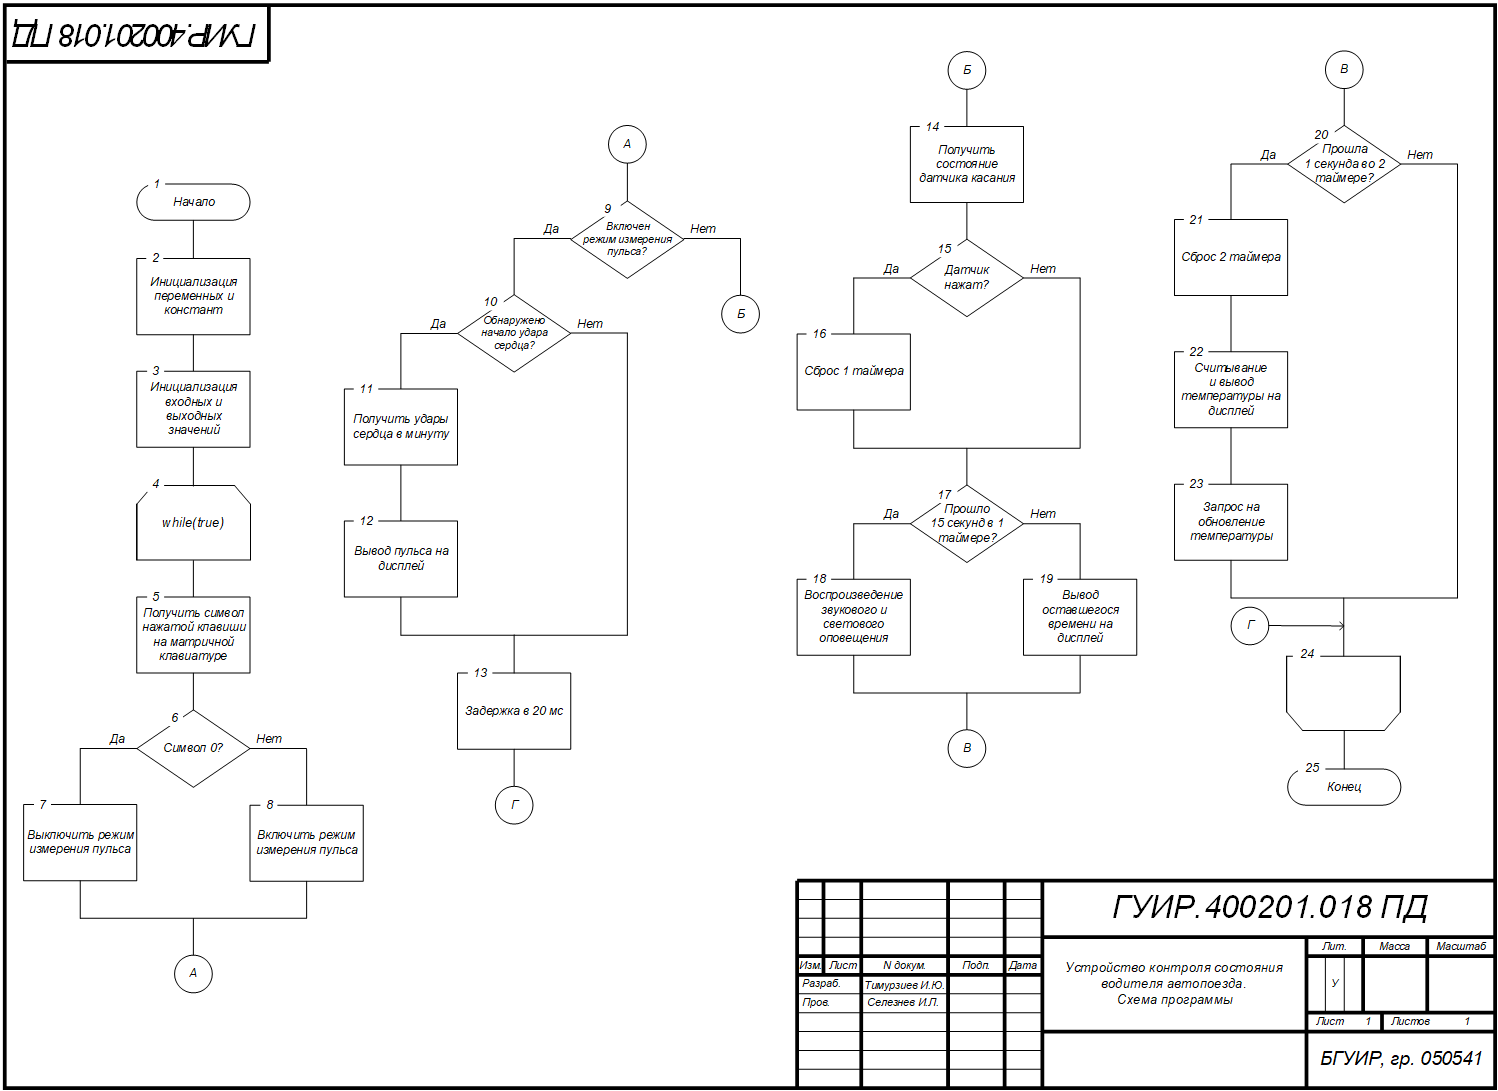 ГУИР.400201.018 ПД
1
Начало
2
Инициализация
переменных и
констант
3
Инициализация
входных и
выходных
значений
4
while(true)
5
Получить символ
нажатой клавиши
на матричной
клавиатуре
6
Да
Символ 0?
Нет
7
Выключить режим
измерения пульса
8
Включить режим
измерения пульса
А
А
9
Да
Включен
режим измерения
пульса?
Нет
Б
10
Да
Обнаружено
начало удара
сердца?
Нет
11
Получить удары
сердца в минуту
12
Вывод пульса на
дисплей
13
Задержка в 20 мс
Г
Б
14
Получить
состояние
датчика касания
15
Да
Датчик
нажат?
Нет
16
Сброс 1 таймера
17
Да
Прошло
15 секунд в 1
таймере?
Нет
18
Воспроизведение
звукового и
светового
оповещения
19
Вывод
оставшегося
времени на
дисплей
В
В
20
Да
Прошла
1 секунда во 2
таймере?
Нет
21
Сброс 2 таймера
22
Считывание
и вывод
температуры на
дисплей
23
Запрос на
обновление
температуры
Г
24
25
Конец
ГУИР.400201.018 ПД
Изм. Лист N докум. Подп. Дата
Разраб. Тимурзиев И.Ю.
Пров. Селезнев И.Л.
Устройство контроля состояния
водителя автопоезда.
Схема программы
Лит. Масса Масштаб
У
Лист 1 Листов 1
БГУИР, гр. 050541